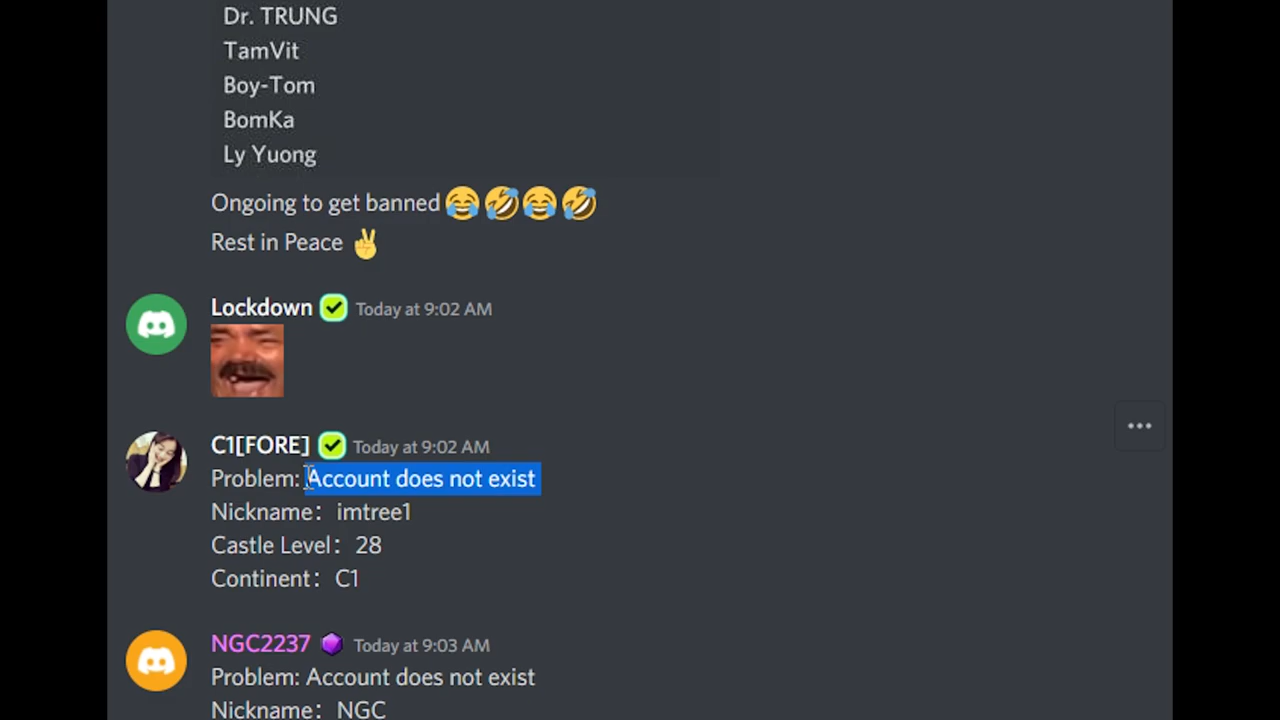 Dr. TRUNG
TamVit
Boy-Tom
BomKa
Ly Yuong
Ongoing to get banned 😂🤣😂🤣
Rest in Peace ✌️
Lockdown Today at 9:02 AM
C1[FORE] Today at 9:02 AM
Problem: Account does not exist
Nickname： imtree1
Castle Level： 28
Continent： C1
NGC2237 Today at 9:03 AM
Problem: Account does not exist
Nickname： NGC